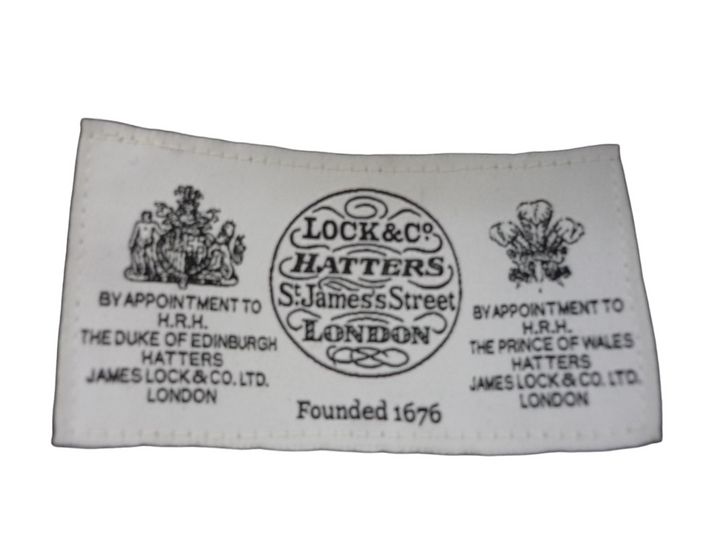 BY APPOINTMENT TO
H.R.H.
THE DUKE OF EDINBURGH
HATTERS
JAMES LOCK & CO. LTD.
LONDON
LOCK & Co.
HATTERS
St. James's Street
LONDON
Founded 1676
BY APPOINTMENT TO
H.R.H.
THE PRINCE OF WALES
HATTERS
JAMES LOCK & CO. LTD.
LONDON